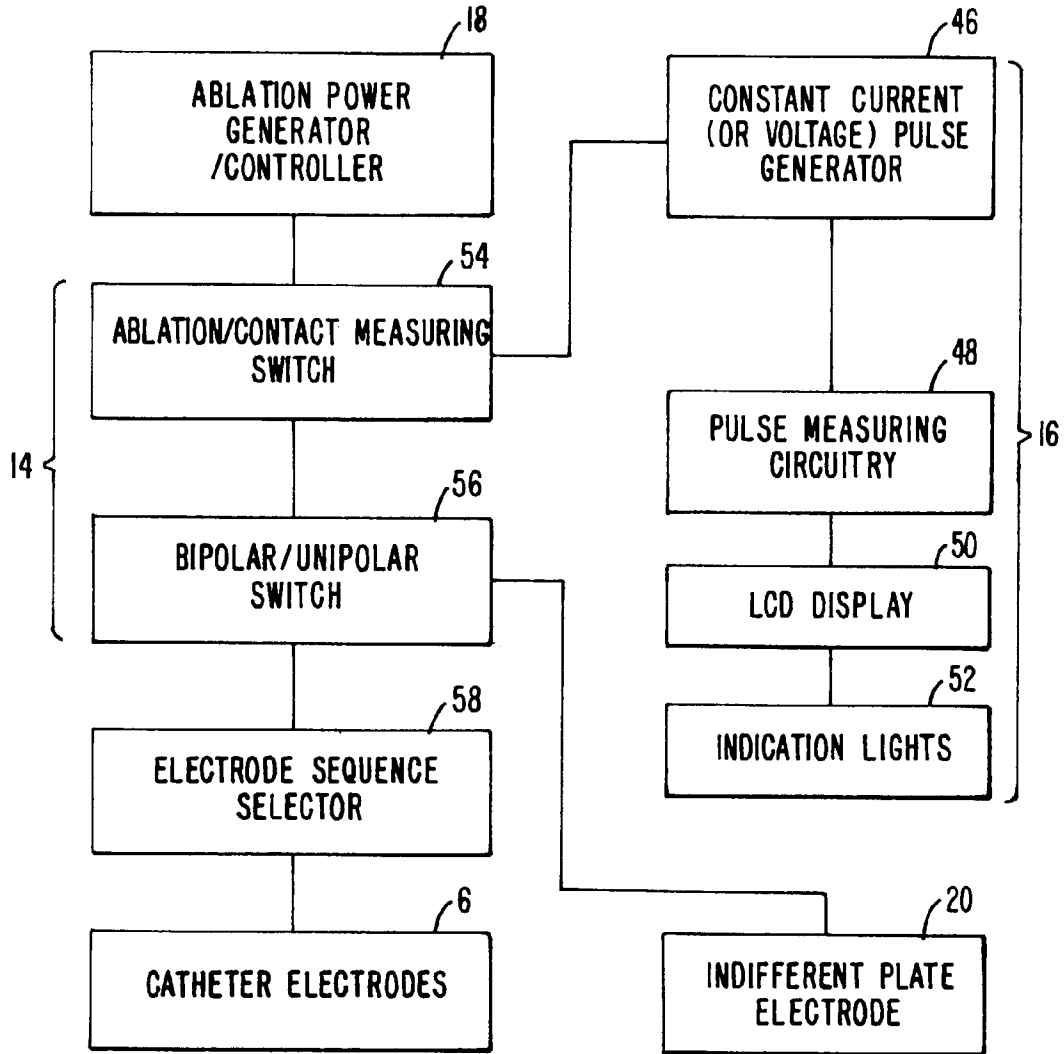 18
ABLATION POWER
GENERATOR
/CONTROLLER
46
CONSTANT CURRENT
(OR VOLTAGE) PULSE
GENERATOR
54
ABLATION/CONTACT MEASURING
SWITCH
14
48
PULSE MEASURING
CIRCUITRY
16
56
BIPOLAR/UNIPOLAR
SWITCH
50
LCD DISPLAY
58
ELECTRODE SEQUENCE
SELECTOR
52
INDICATION LIGHTS
6
CATHETER ELECTRODES
20
INDIFFERENT PLATE
ELECTRODE